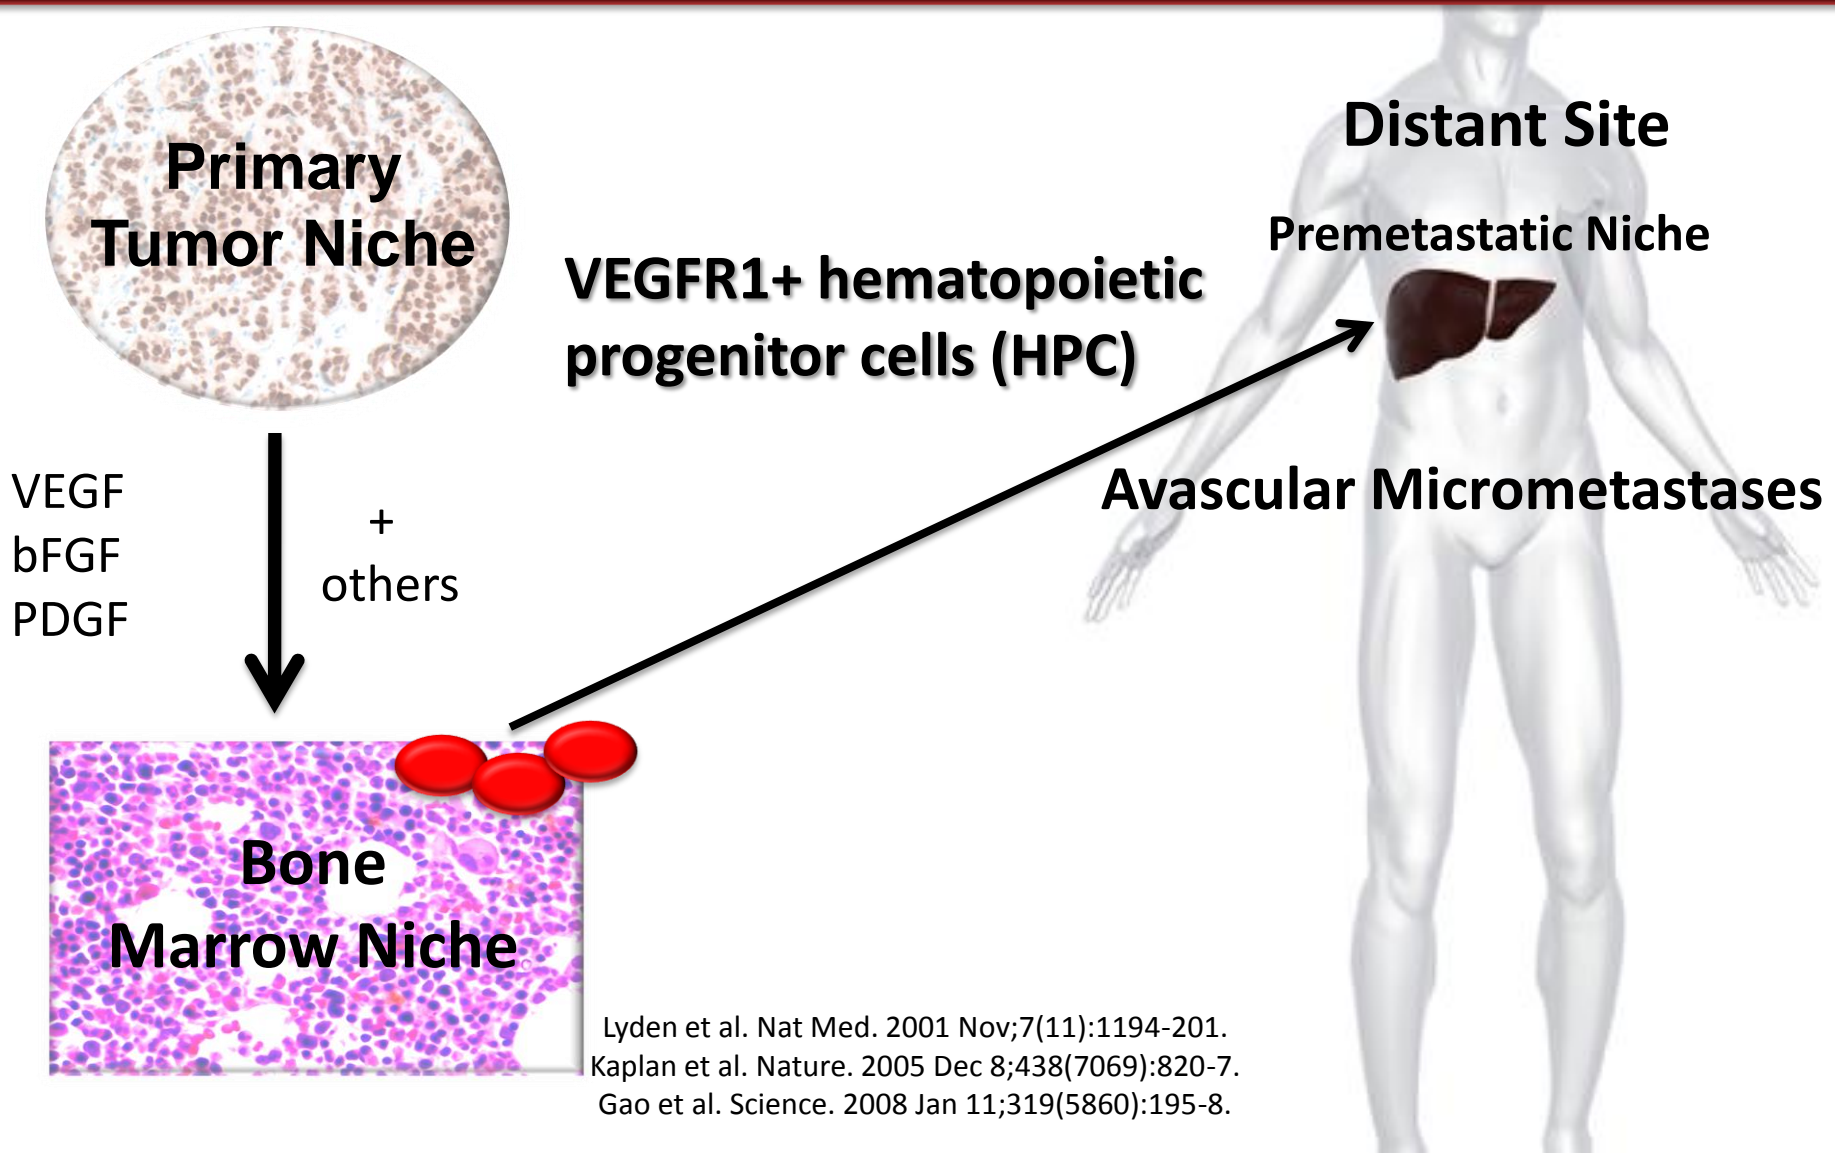 Primary
Tumor Niche
VEGF
bFGF
PDGF
+
others
Bone
Marrow Niche
VEGFR1+ hematopoietic
progenitor cells (HPC)
Distant Site
Premetastatic Niche
Avascular Micrometastases
Lyden et al. Nat Med. 2001 Nov;7(11):1194-201.
Kaplan et al. Nature. 2005 Dec 8;438(7069):820-7.
Gao et al. Science. 2008 Jan 11;319(5860):195-8.